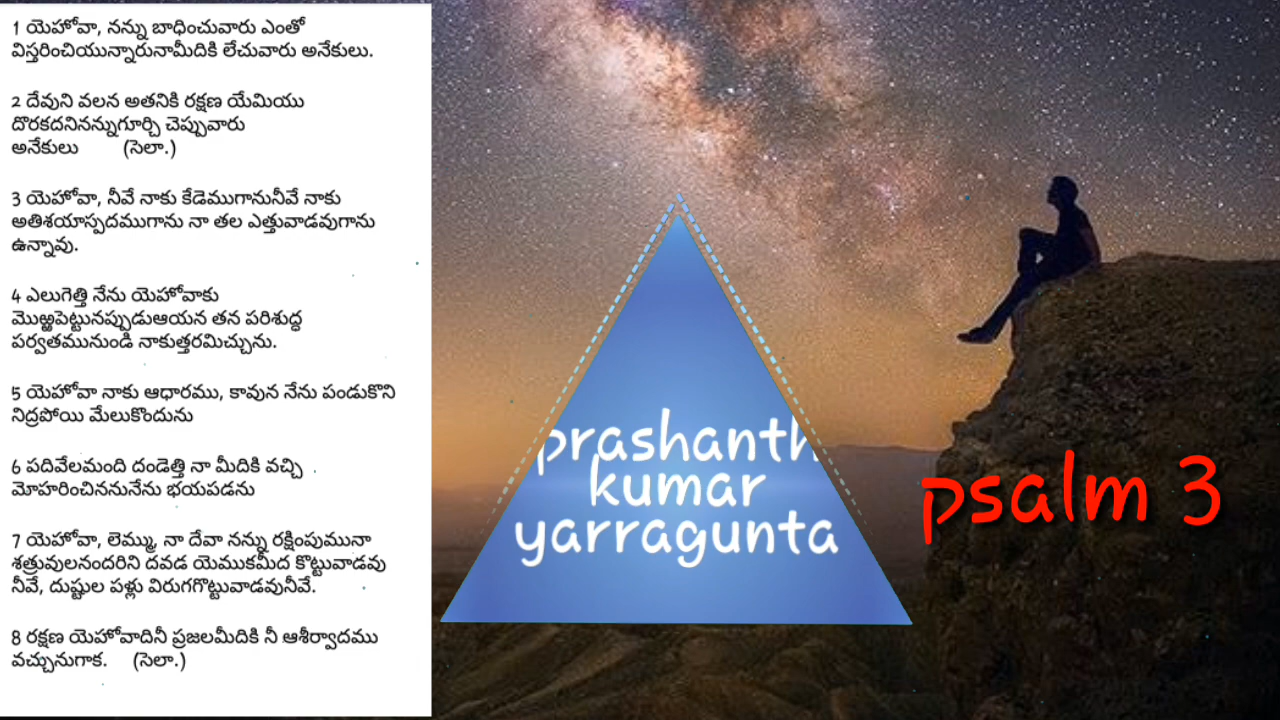 1 యెహోవా, నన్ను బాధించువారు ఎంతో
విస్తరించియున్నారునామీదికి లేచువారు అనేకులు.
2 దేవుని వలన అతనికి రక్షణ యేమియు
దొరకదనినన్నుగూర్చి చెప్పువారు
అనేకులు (సెలా.)
3 యెహోవా, నీవే నాకు కేడెముగానునీవే నాకు
అతిశయాస్పదముగాను నా తల ఎత్తువాడవుగాను
ఉన్నావు.
4 ఎలుగెత్తి నేను యెహోవాకు
మొఱ్ఱపెట్టునప్పుడుఆయన తన పరిశుద్ధ
పర్వతమునుండి నాకుత్తరమిచ్చును.
5 యెహోవా నాకు ఆధారము, కావున నేను పండుకొని
నిద్రపోయి మేలుకొందును
6 పదివేలమంది దండెత్తి నా మీదికి వచ్చి
మోహరించిననునేను భయపడను
7 యెహోవా, లెమ్ము, నా దేవా నన్ను రక్షింపుమునా
శత్రువులనందరిని దవడ యెముకమీద కొట్టువాడవు
నీవే, దుష్టుల పళ్లు విరుగగొట్టువాడవునీవే.
8 రక్షణ యెహోవాదినీ ప్రజలమీదికి నీ ఆశీర్వాదము
వచ్చునుగాక. (సెలా.)
prashanth
kumar
yarragunta
psalm 3